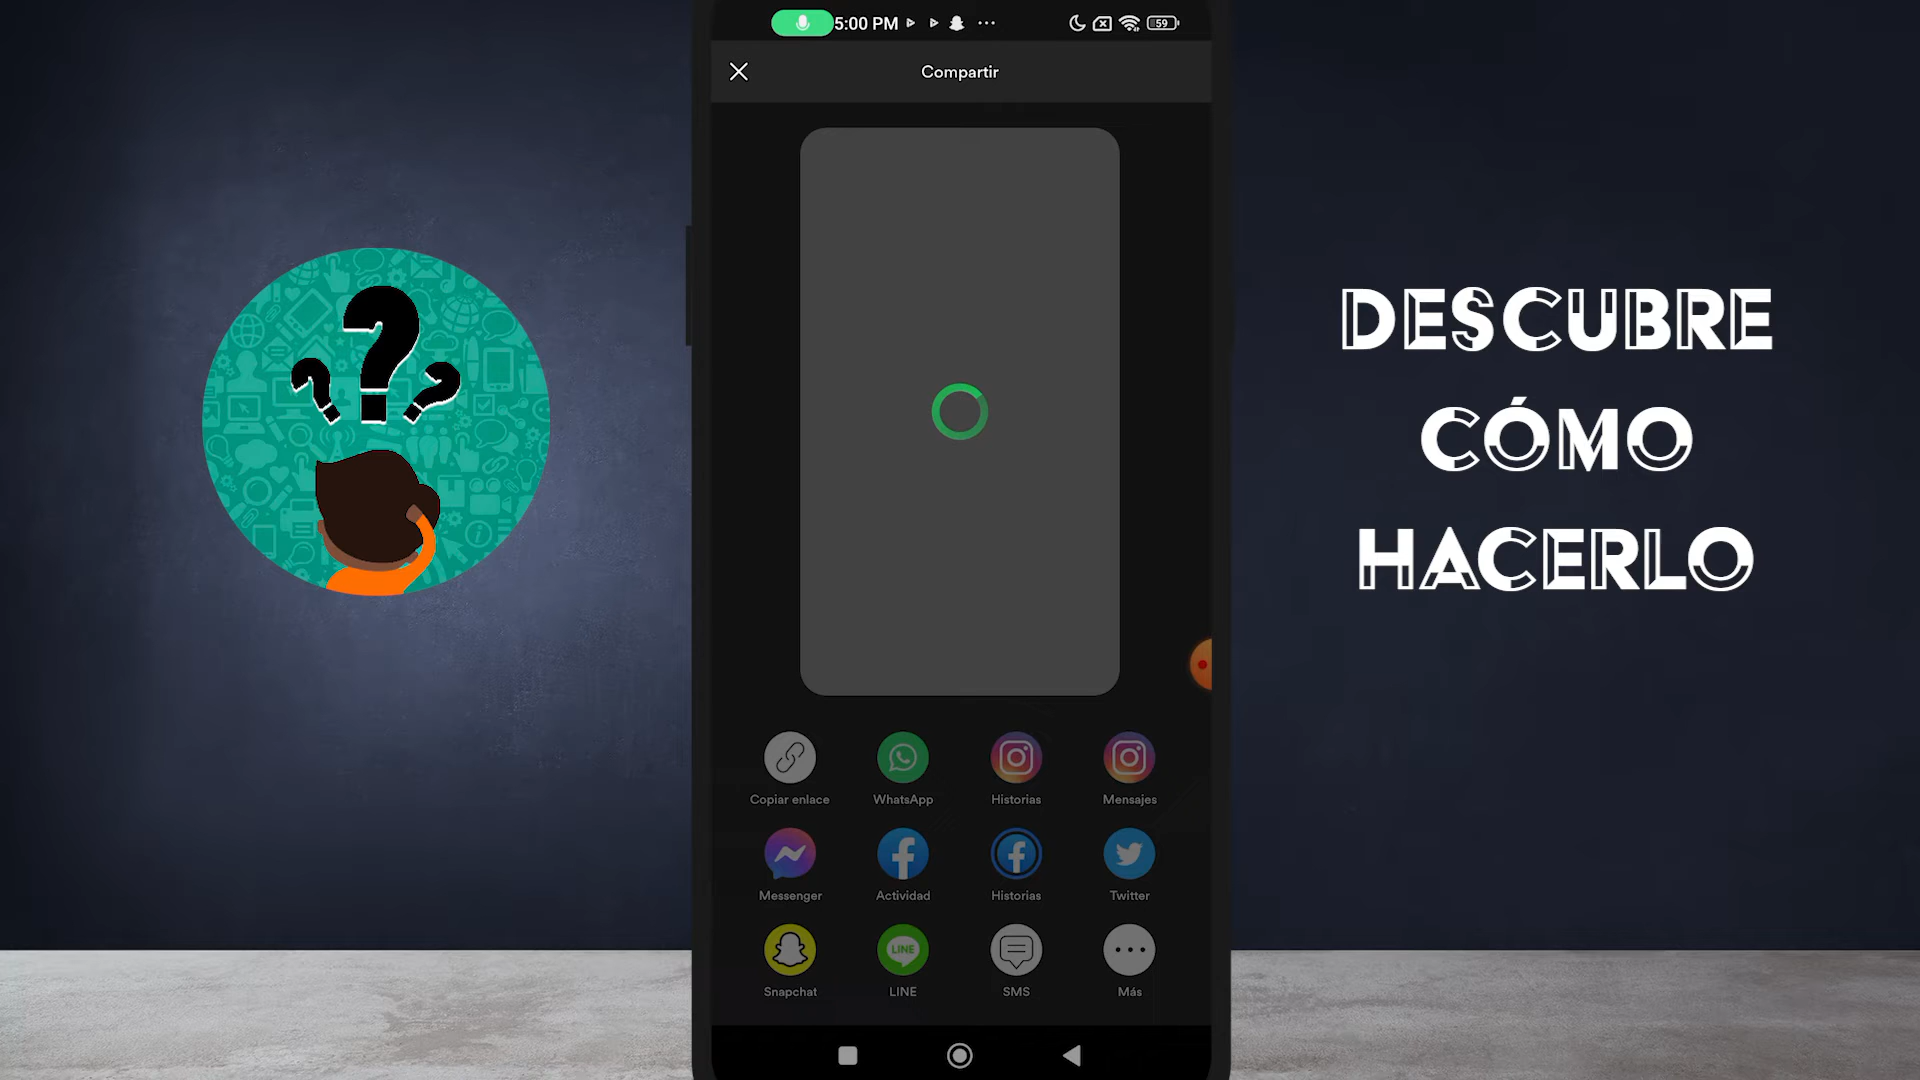 5:00 PM
59
Compartir
DESCUBRE
CÓMO
HACERLO
Copiar enlace
WhatsApp
Historias
Mensajes
Messenger
Actividad
Historias
Twitter
LINE
Snapchat
LINE
SMS
Más